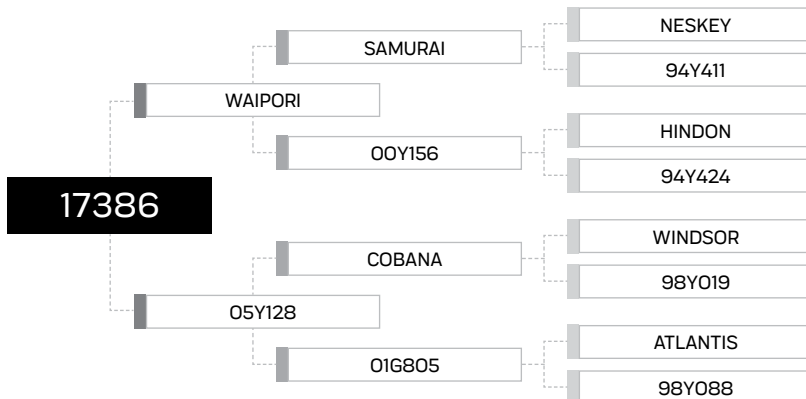 NESKEY
SAMURAI
94Y411
WAIPORI
HINDON
00Y156
94Y424
17386
WINDSOR
COBANA
98Y019
05Y128
ATLANTIS
01G805
98Y088